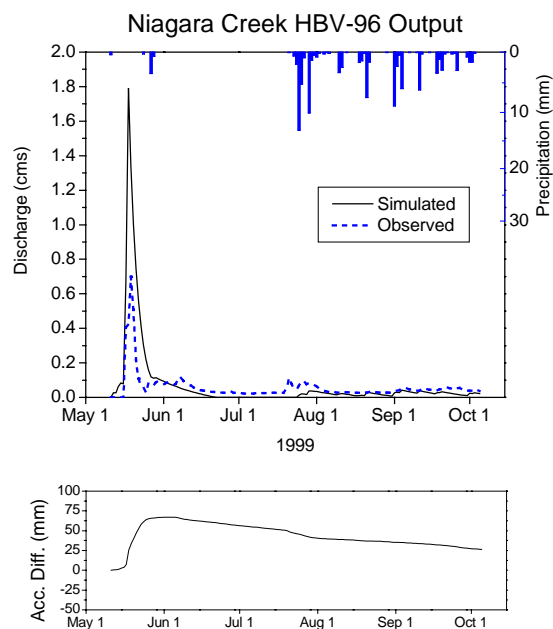 Niagara Creek HBV-96 Output
2.0
1.8
1.6
1.4
1.2
1.0
0.8
0.6
0.4
0.2
0.0
Discharge (cms)
0
10
20
30
Precipitation (mm)
Simulated
Observed
May 1
Jun 1
Jul 1
Aug 1
Sep 1
Oct 1
1999
100
75
50
25
0
-25
-50
Acc. Diff. (mm)
May 1
Jun 1
Jul 1
Aug 1
Sep 1
Oct 1